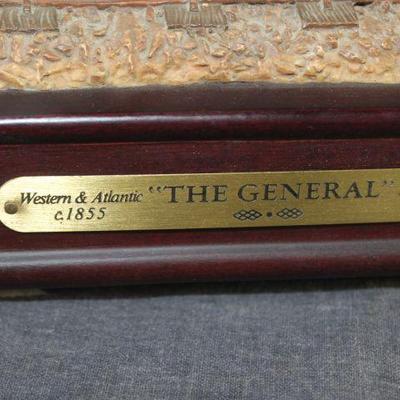 Western & Atlantic "THE GENERAL"
c.1855